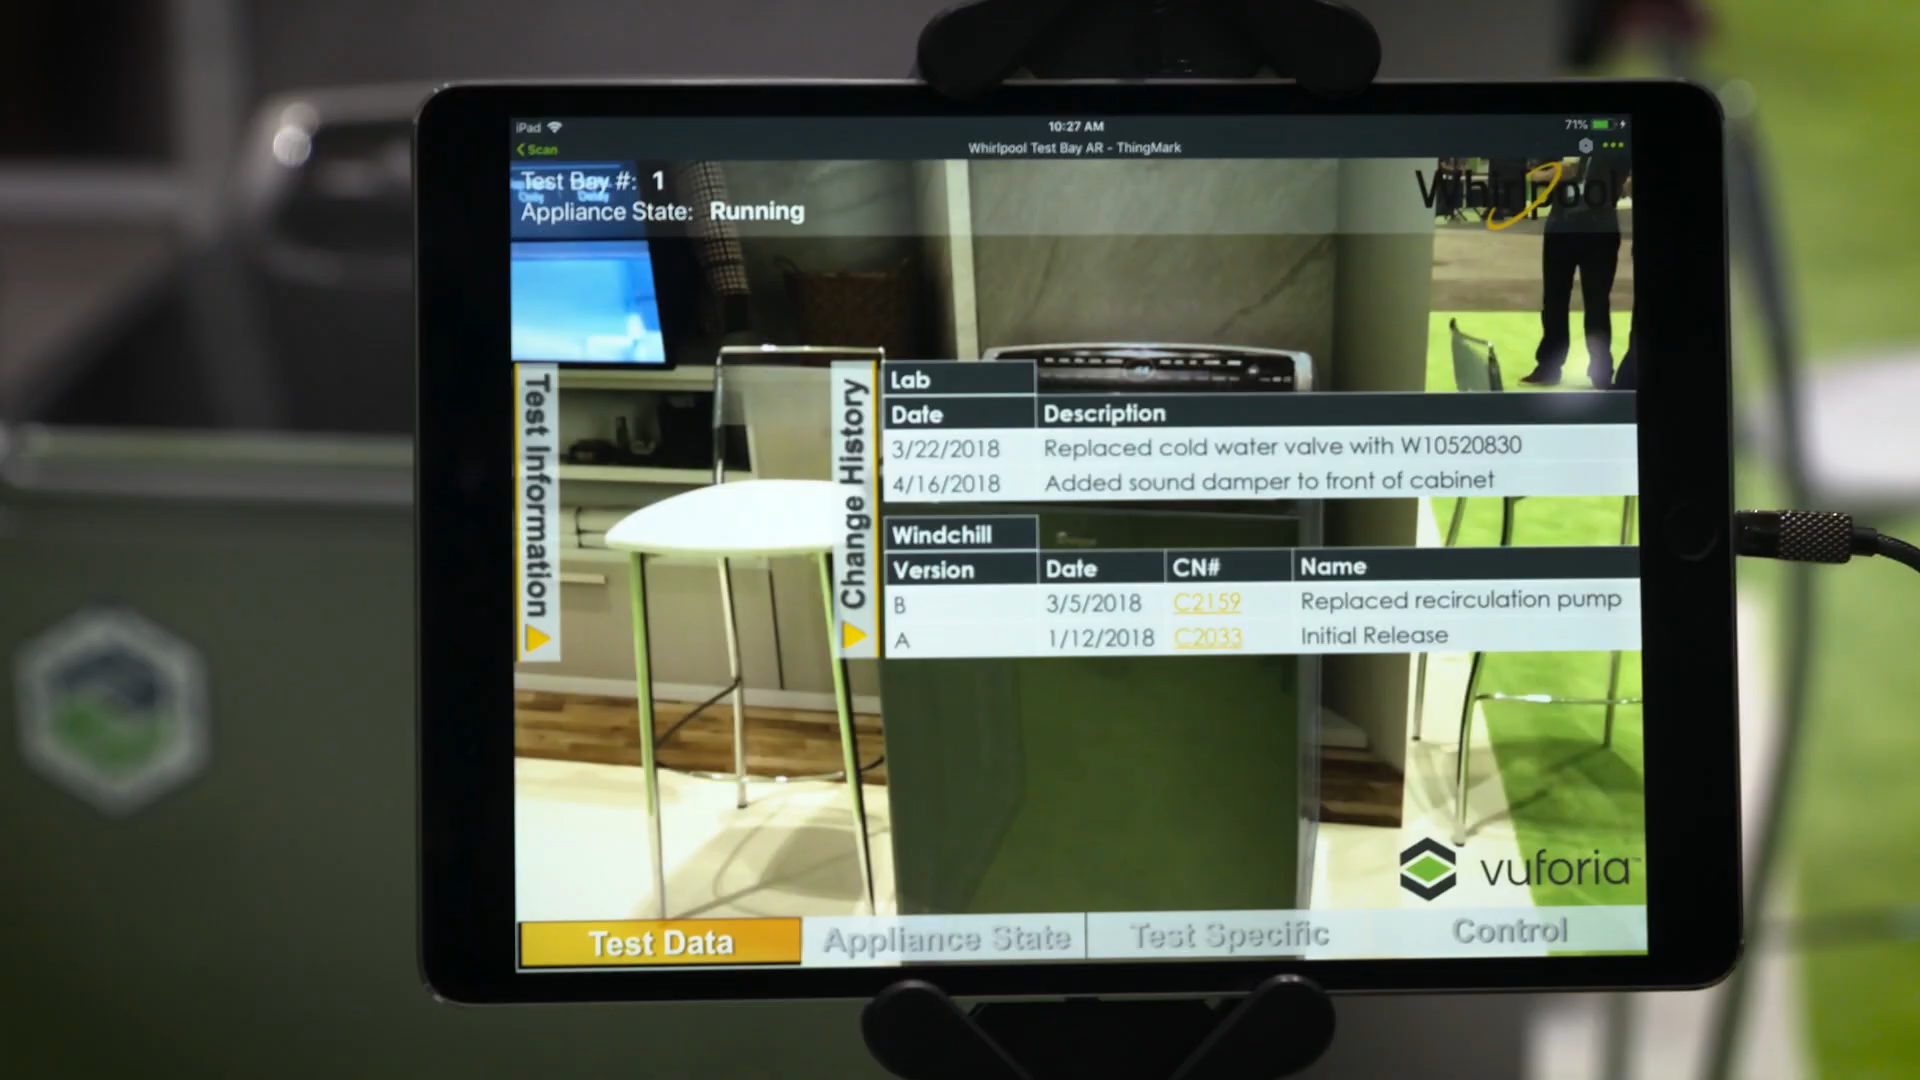 iPad
10:27 AM
71%
Scan
Whirlpool Test Bay AR - ThingMark
Test Bay #: 1
Appliance State: Running
Whirlpool
Test Information
Change History
Lab
Date Description
3/22/2018 Replaced cold water valve with W10520830
4/16/2018 Added sound damper to front of cabinet
Windchill
Version Date CN# Name
B 3/5/2018 C2159 Replaced recirculation pump
A 1/12/2018 C2033 Initial Release
vuforia
Test Data Appliance State Test Specific Control